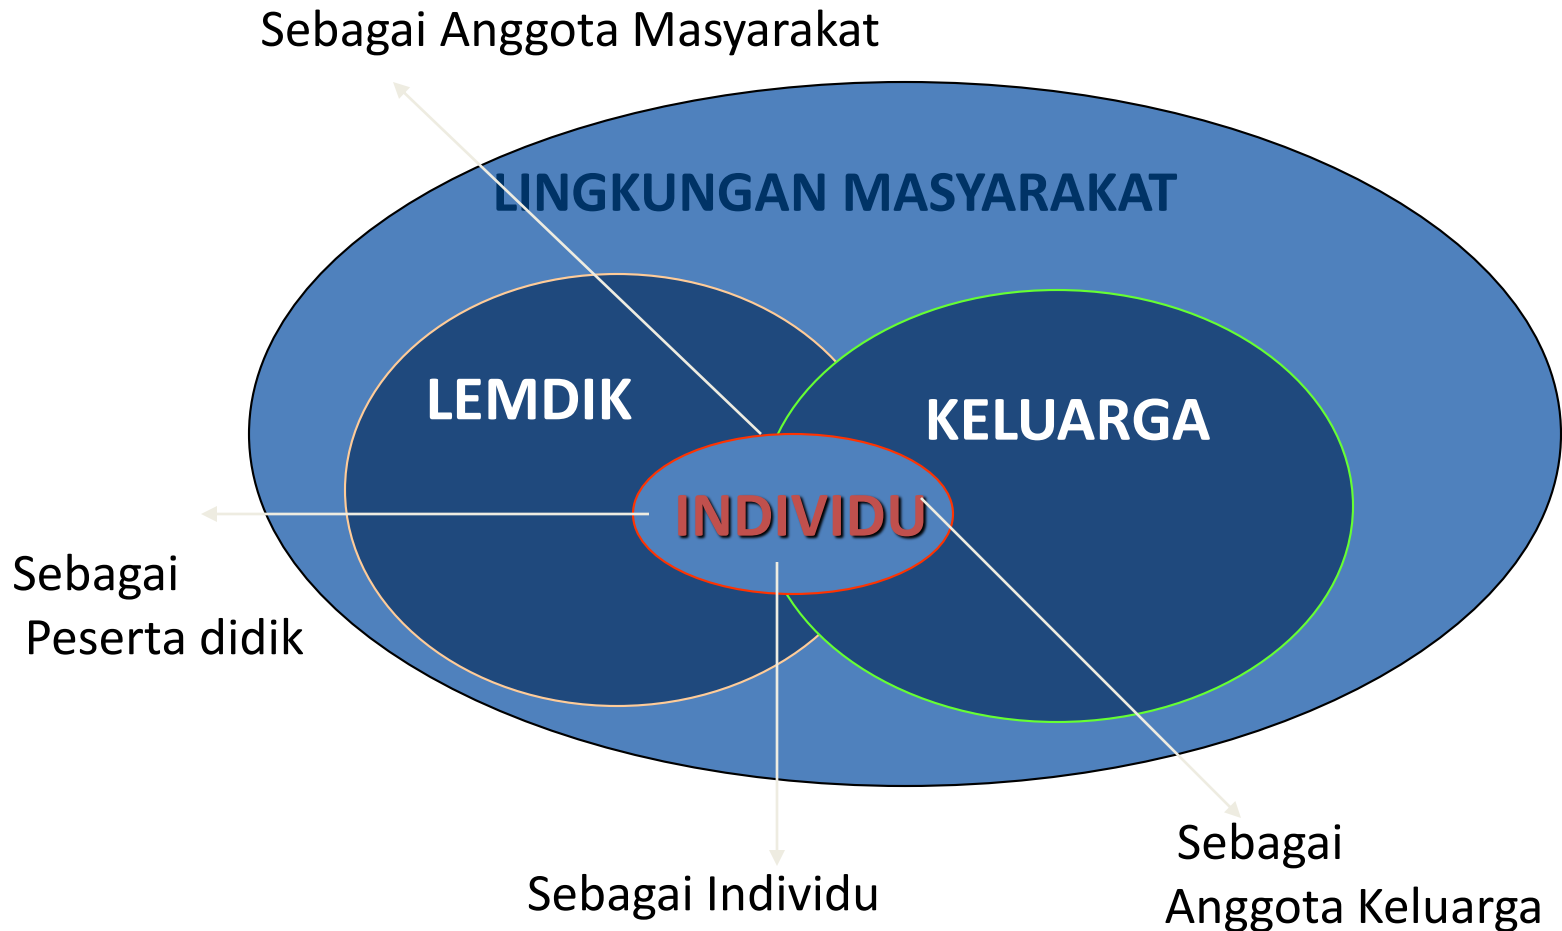 Sebagai Anggota Masyarakat
LINGKUNGAN MASYARAKAT
LEMDIK
KELUARGA
INDIVIDU
Sebagai
Peserta didik
Sebagai Individu
Sebagai
Anggota Keluarga